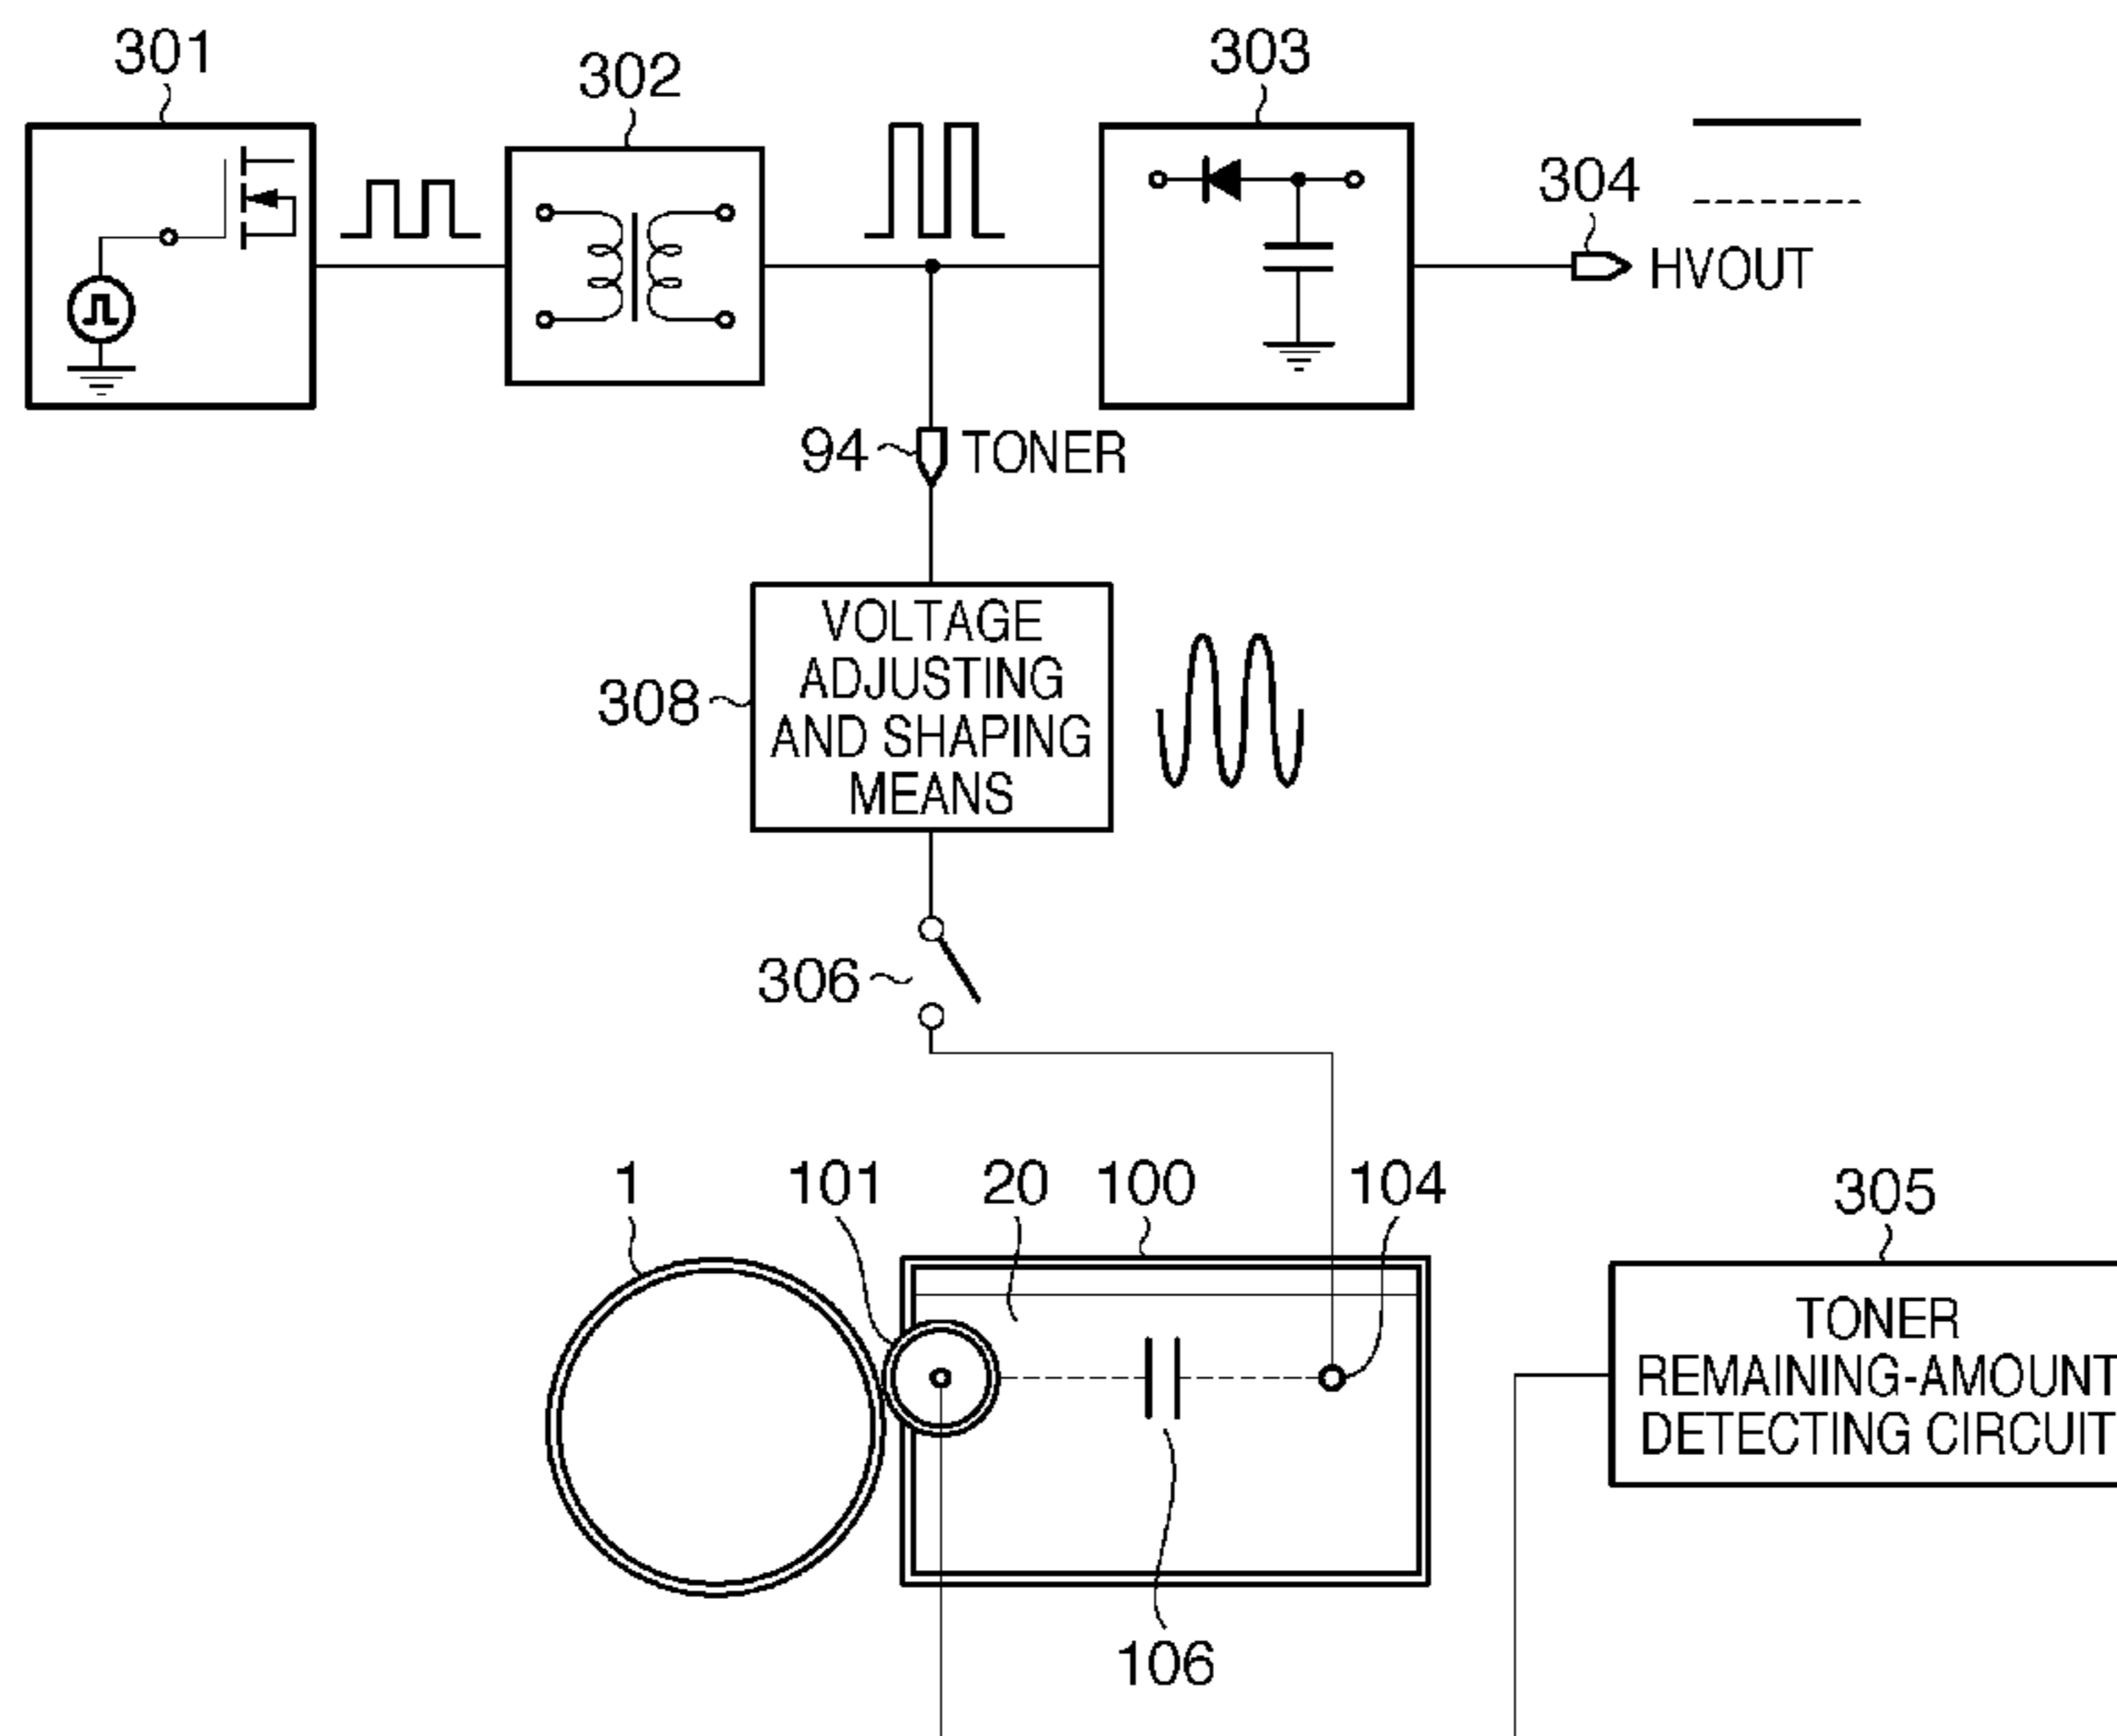 301
302
303
304
HVOUT
94
TONER
308
VOLTAGE
ADJUSTING
AND SHAPING
MEANS
306
1
101
20
100
104
305
TONER
REMAINING-AMOUNT
DETECTING CIRCUIT
106